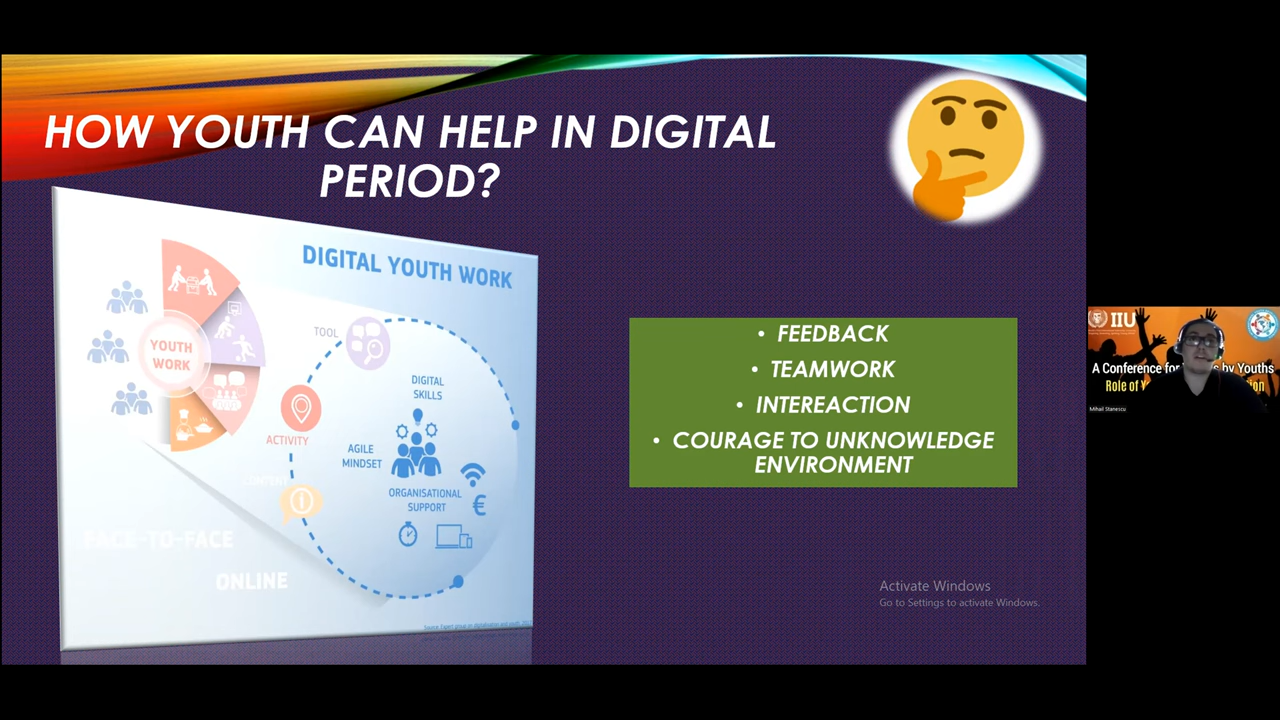 HOW YOUTH CAN HELP IN DIGITAL
PERIOD?
DIGITAL YOUTH WORK
YOUTH
WORK
TOOL
ACTIVITY
CONTENT
DIGITAL
SKILLS
AGILE
MINDSET
ORGANISATIONAL
SUPPORT
FACE-TO-FACE
ONLINE
• FEEDBACK
• TEAMWORK
• INTEREACTION
• COURAGE TO UNKNOWLEDGE
ENVIRONMENT
Activate Windows
Go to Settings to activate Windows.
IIU
A Conference for by Youths
Role of
Mihail Stanescu